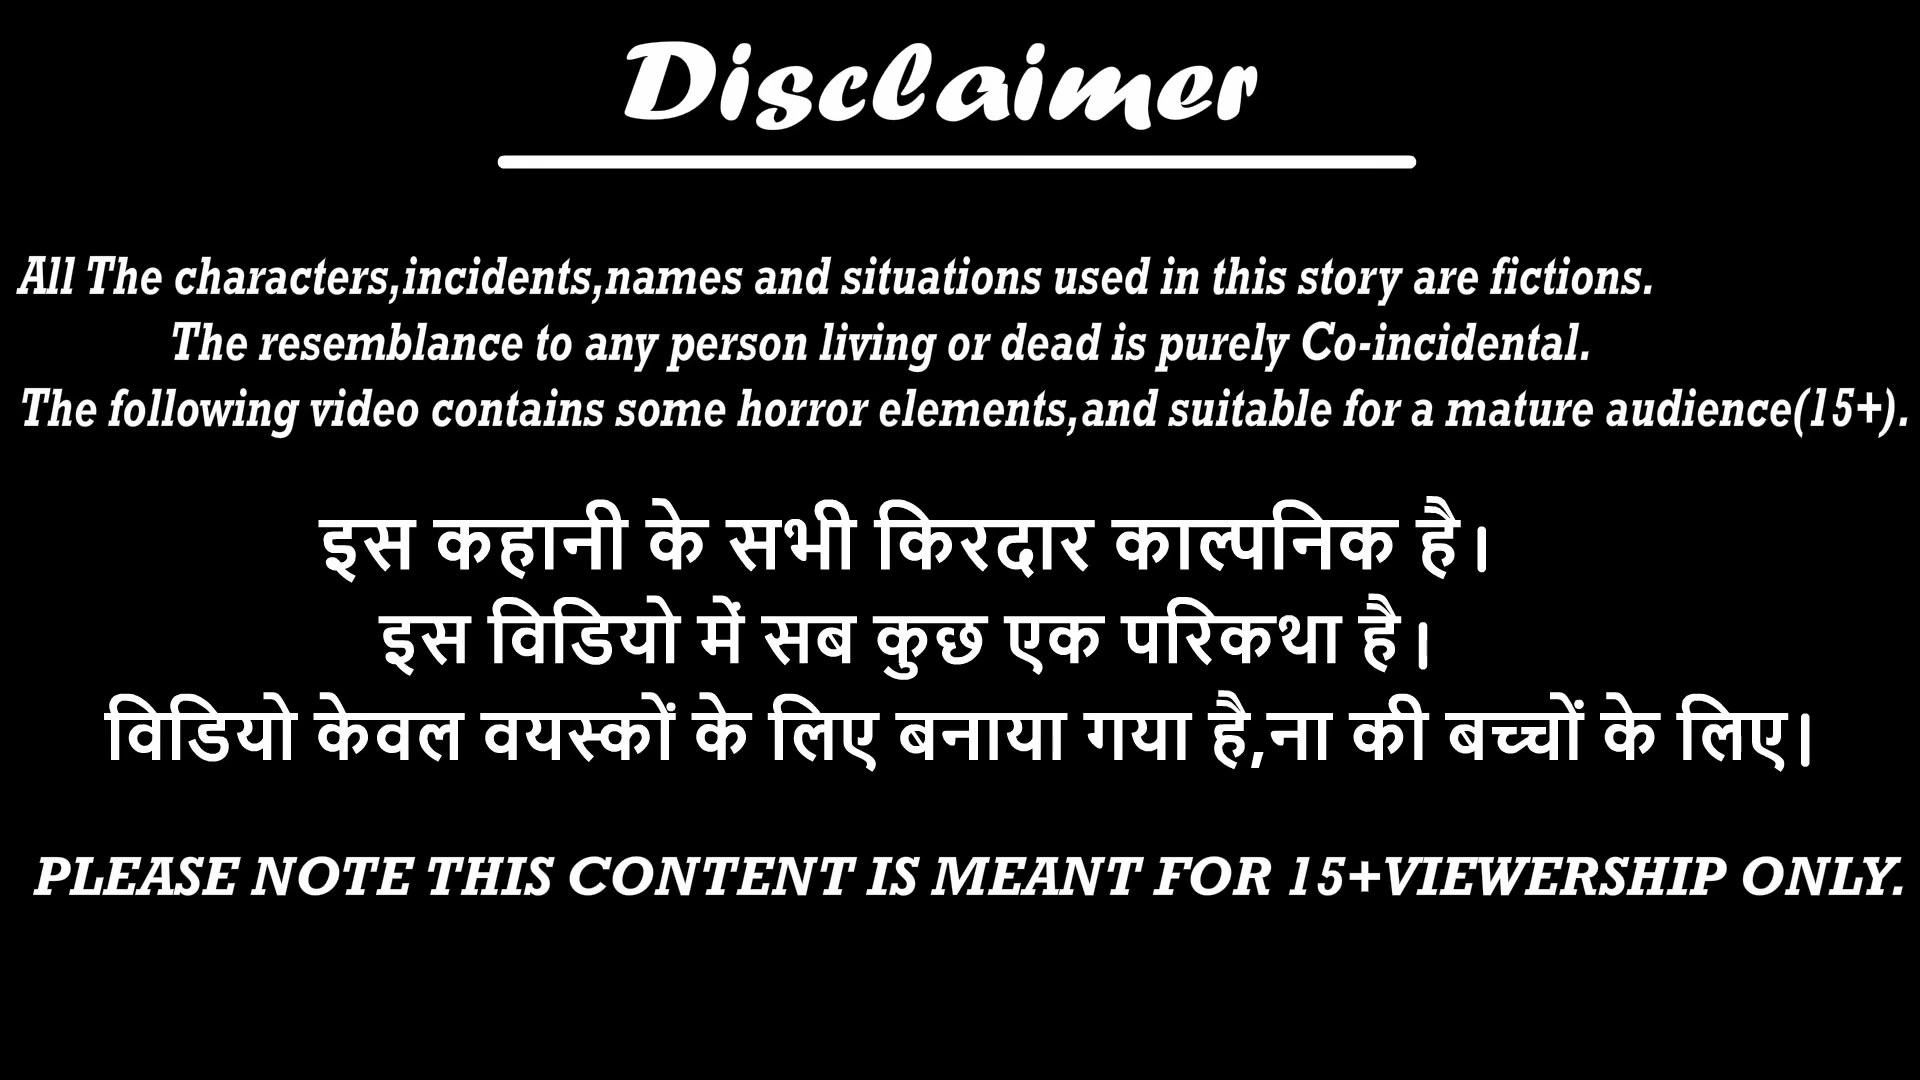 Disclaimer
All The characters,incidents,names and situations used in this story are fictions.
The resemblance to any person living or dead is purely Co-incidental.
The following video contains some horror elements,and suitable for a mature audience(15+).
इस कहानी के सभी किरदार काल्पनिक है।
इस विडियो में सब कुछ एक परिकथा है।
विडियो केवल वयस्कों के लिए बनाया गया है,ना की बच्चों के लिए।
PLEASE NOTE THIS CONTENT IS MEANT FOR 15+VIEWERSHIP ONLY.